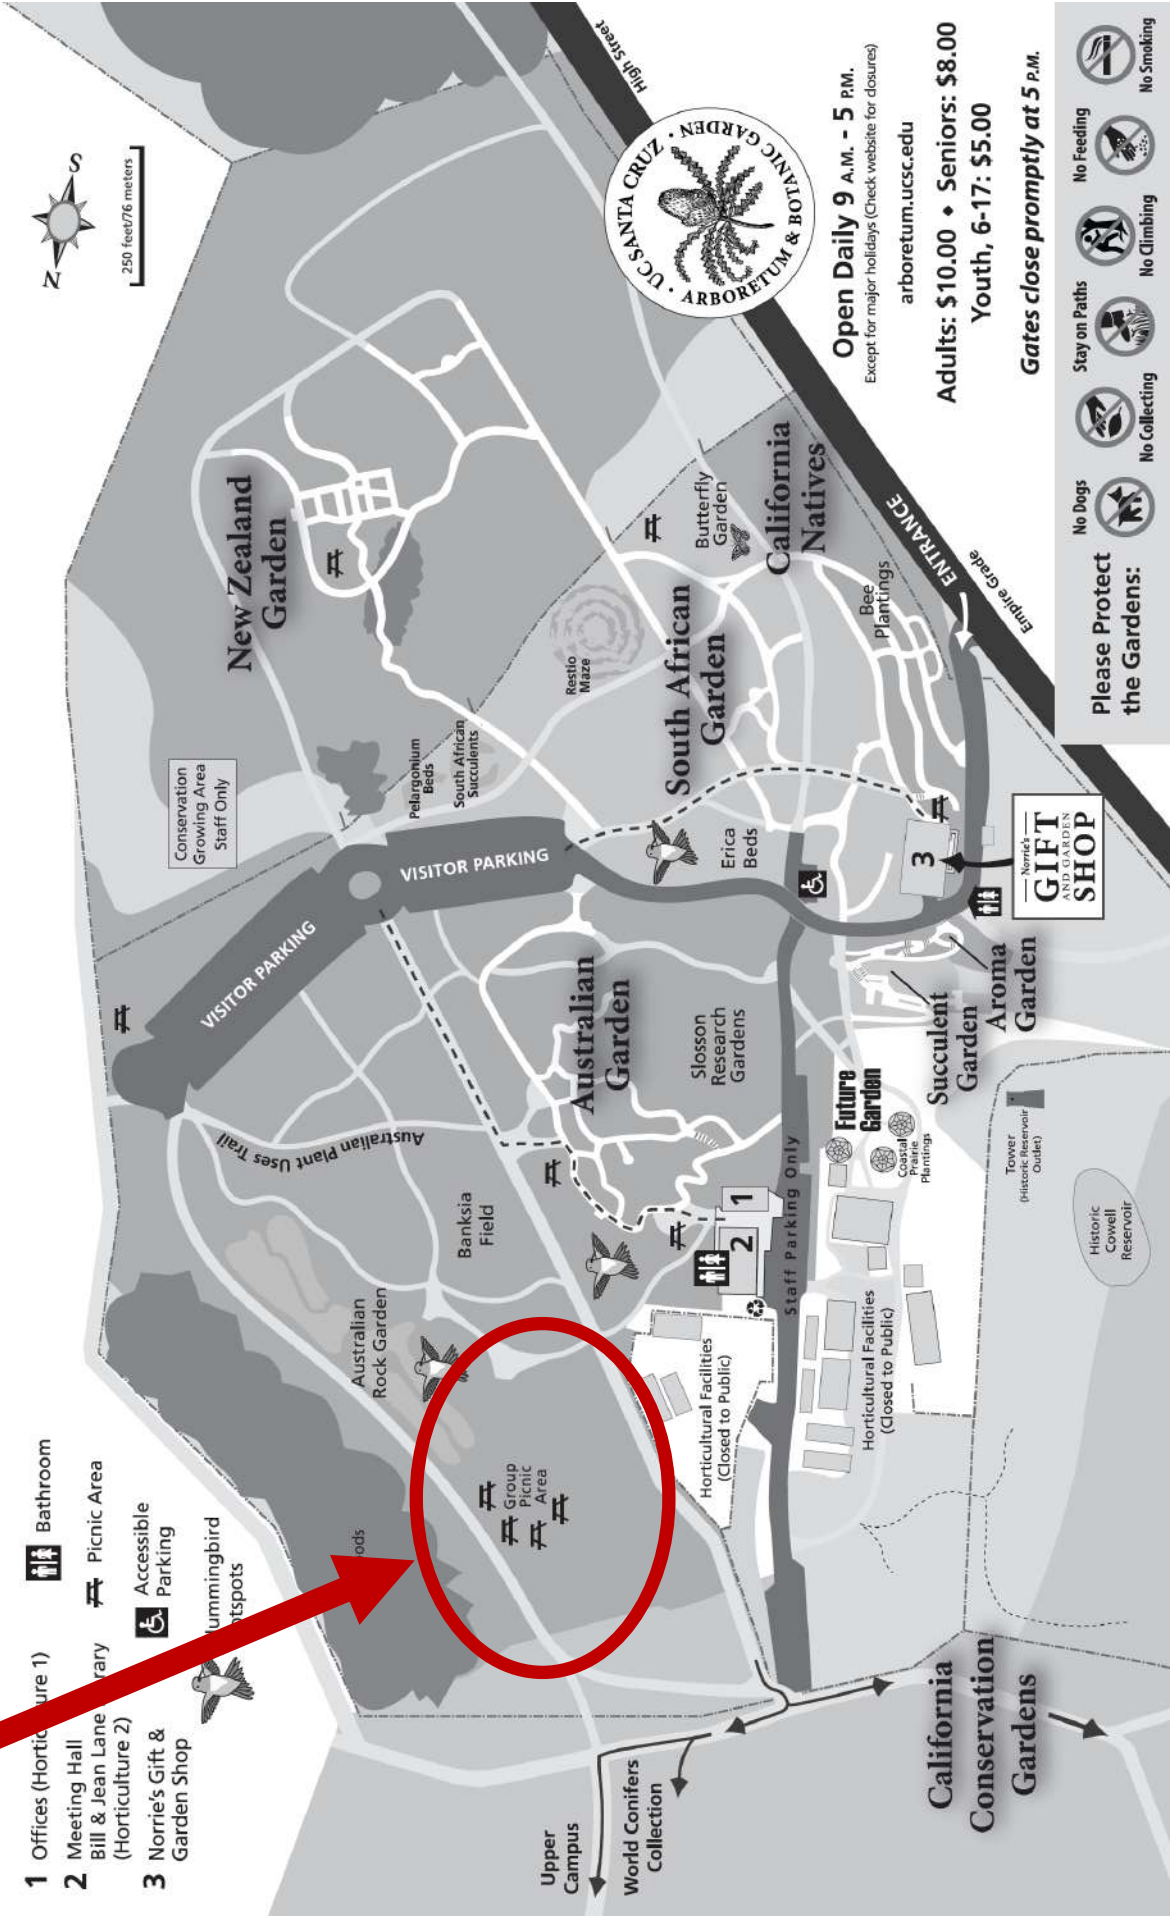 1 Offices (Horticulture 1)
2 Meeting Hall
Bill & Jean Lane rary
(Horticulture 2)
3 Norrie's Gift &
Garden Shop
Bathroom
Picnic Area
Accessible
Parking
ummingbird
otspots
ods
N
S
250 feet/76 meters
High Street
UC SANTA CRUZ • ARBORETUM & BOTANIC GARDEN •
Open Daily 9 A.M. - 5 P.M.
Except for major holidays (Check website for closures)
arboretum.ucsc.edu
Adults: $10.00 ♦ Seniors: $8.00
Youth, 6-17: $5.00
Gates close promptly at 5 P.M.
Please Protect
the Gardens:
No Dogs
No Collecting
Stay on Paths
No Climbing
No Feeding
No Smoking
New Zealand
Garden
Conservation
Growing Area
Staff Only
Pelargonium
Beds
South African
Succulents
Restio
Maze
South African
Garden
Butterfly
Garden
California
Natives
Bee
Plantings
ENTRANCE
Empire Grade
VISITOR PARKING
VISITOR PARKING
Erica
Beds
3
Norrie's
GIFT
AND GARDEN
SHOP
Australian Plant Uses Trail
Australian
Garden
Slosson
Research
Gardens
Banksia
Field
Australian
Rock Garden
Group
Picnic
Area
1
2
Staff Parking Only
Future
Garden
Coastal
Prairie
Plantings
Succulent
Garden
Aroma
Garden
Tower
(Historic Reservoir
Outlet)
Historic
Cowell
Reservoir
Horticultural Facilities
(Closed to Public)
Horticultural Facilities
(Closed to Public)
Upper
Campus
World Conifers
Collection
California
Conservation
Gardens